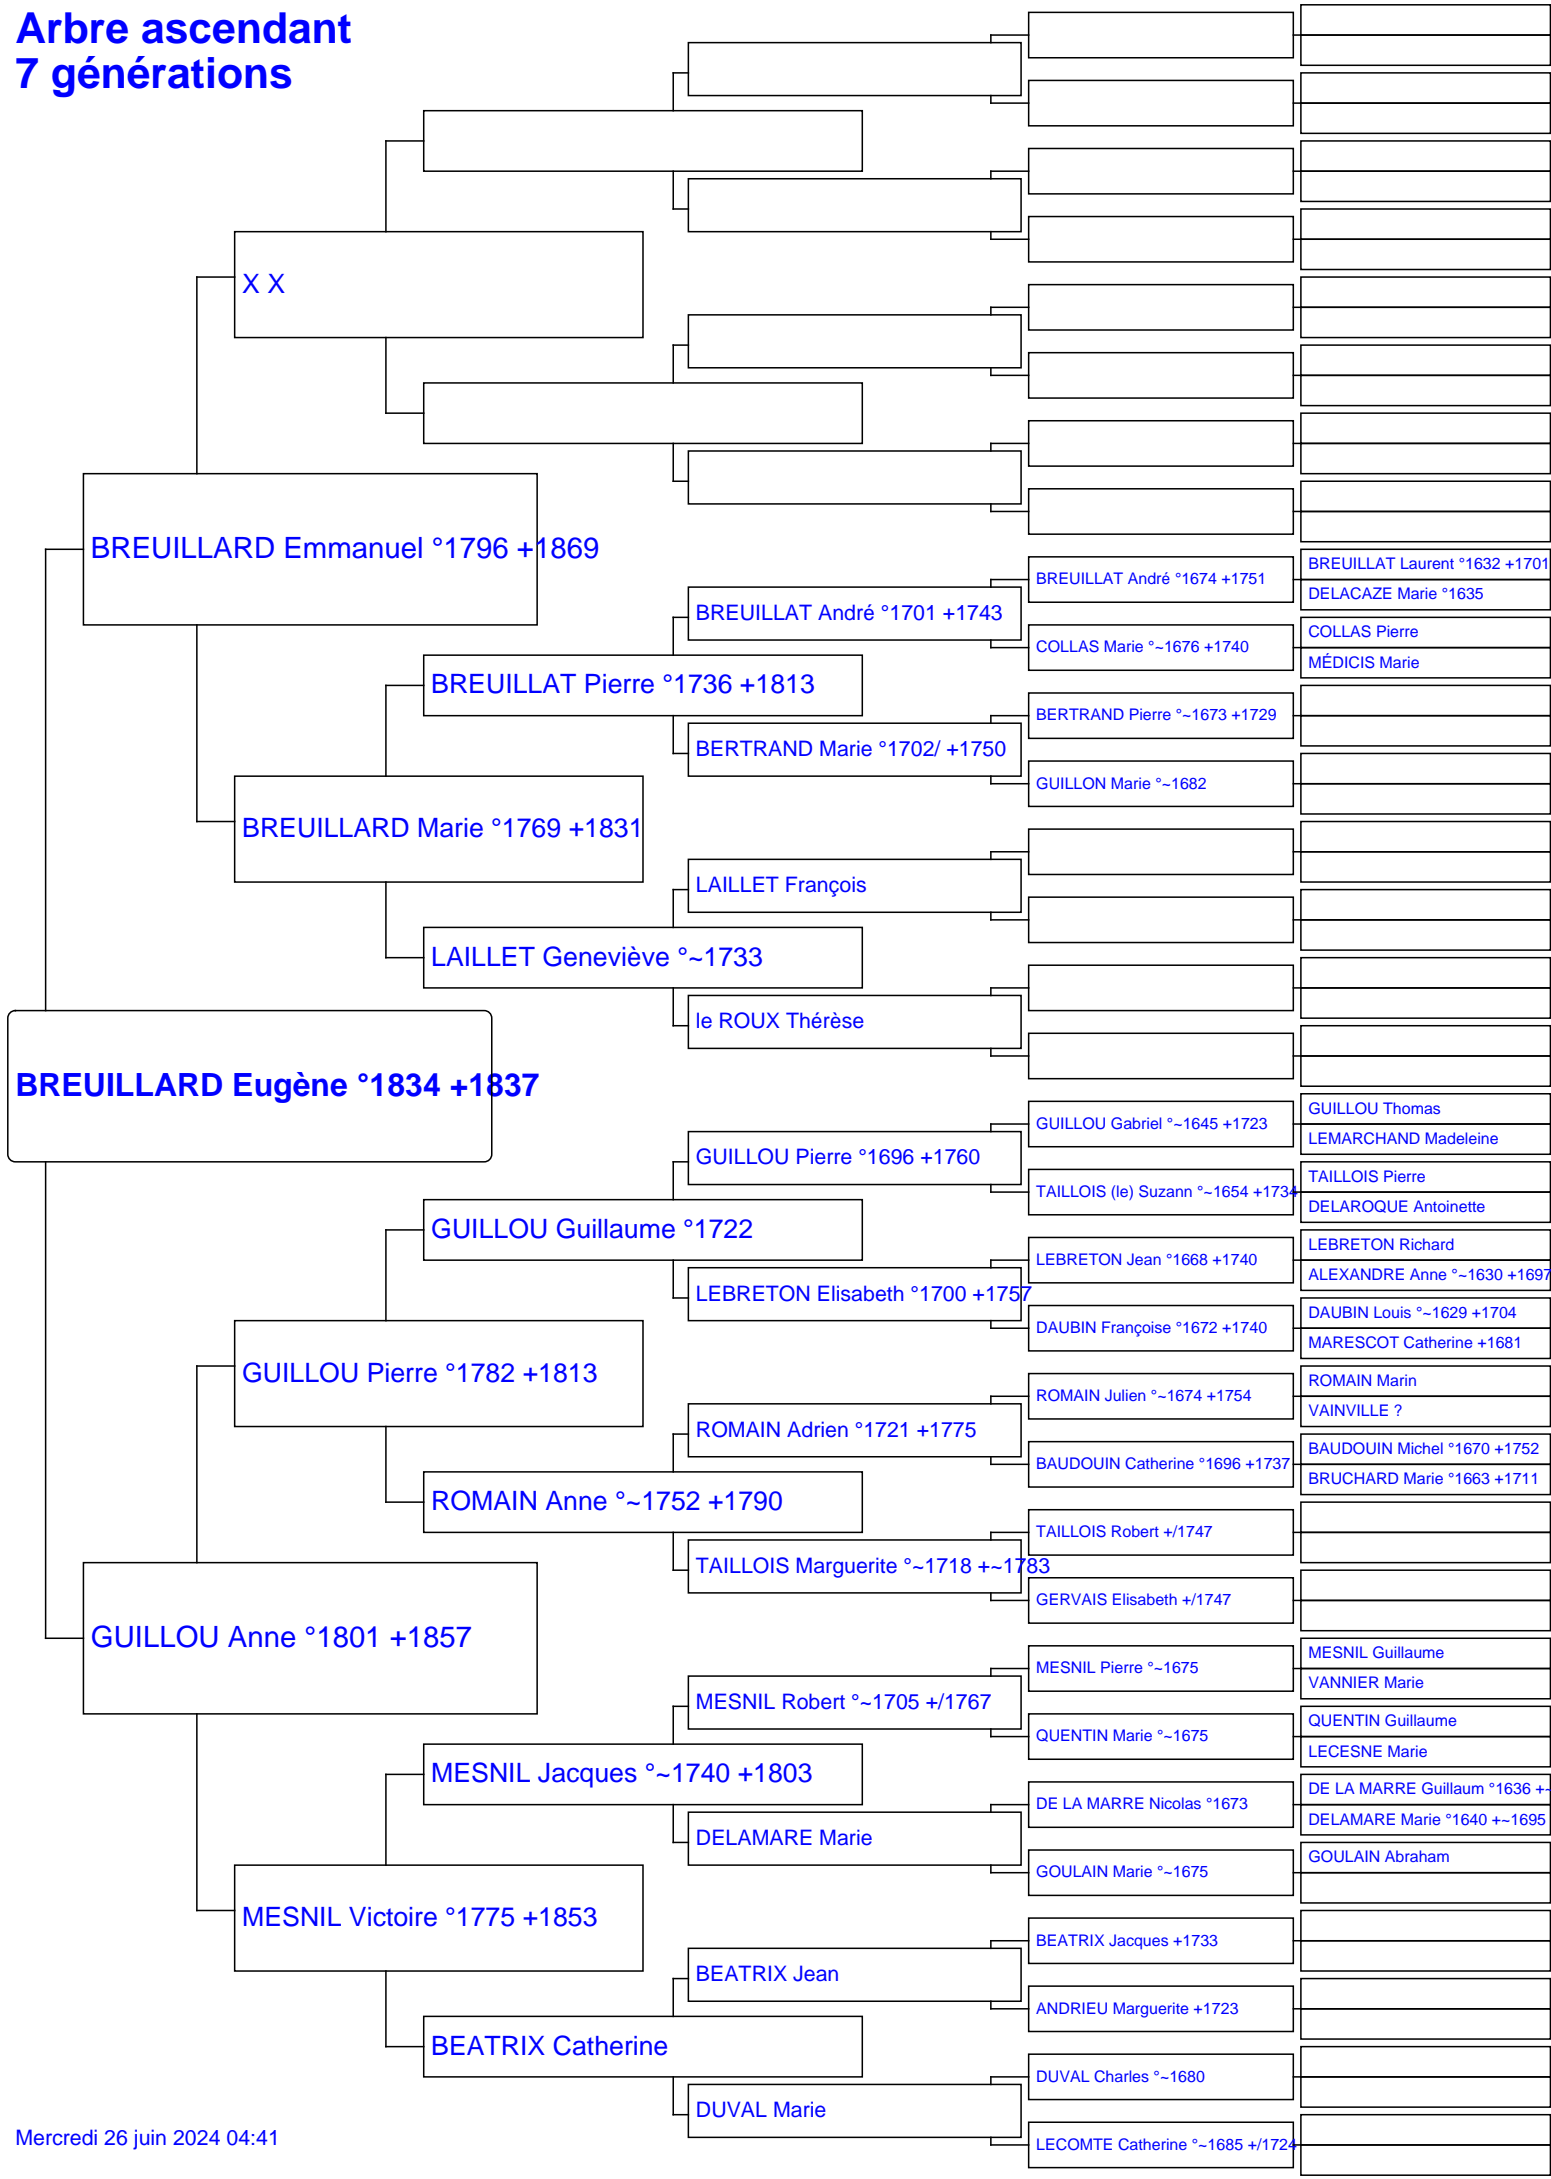 Arbre ascendant
7 générations
X X
BREUILLARD Emmanuel °1796 +1869
BREUILLAT Laurent °1632 +1701
BREUILLAT André °1674 +1751
DELACAZE Marie °1635
BREUILLAT André °1701 +1743
COLLAS Pierre
COLLAS Marie °~1676 +1740
MÉDICIS Marie
BREUILLAT Pierre °1736 +1813
BERTRAND Pierre °~1673 +1729
BERTRAND Marie °1702/ +1750
GUILLON Marie °~1682
BREUILLARD Marie °1769 +1831
LAILLET François
LAILLET Geneviève °~1733
le ROUX Thérèse
BREUILLARD Eugène °1834 +1837
GUILLOU Thomas
GUILLOU Gabriel °~1645 +1723
LEMARCHAND Madeleine
GUILLOU Pierre °1696 +1760
TAILLOIS Pierre
TAILLOIS (le) Suzann °~1654 +1734
DELAROQUE Antoinette
GUILLOU Guillaume °1722
LEBRETON Richard
LEBRETON Jean °1668 +1740
ALEXANDRE Anne °~1630 +1697
LEBRETON Elisabeth °1700 +1757
DAUBIN Louis °~1629 +1704
DAUBIN Françoise °1672 +1740
MARESCOT Catherine +1681
GUILLOU Pierre °1782 +1813
ROMAIN Marin
ROMAIN Julien °~1674 +1754
VAINVILLE ?
ROMAIN Adrien °1721 +1775
BAUDOUIN Michel °1670 +1752
BAUDOUIN Catherine °1696 +1737
BRUCHARD Marie °1663 +1711
ROMAIN Anne °~1752 +1790
TAILLOIS Robert +/1747
TAILLOIS Marguerite °~1718 +~1783
GERVAIS Elisabeth +/1747
GUILLOU Anne °1801 +1857
MESNIL Guillaume
MESNIL Pierre °~1675
VANNIER Marie
MESNIL Robert °~1705 +/1767
QUENTIN Guillaume
QUENTIN Marie °~1675
LECESNE Marie
MESNIL Jacques °~1740 +1803
DE LA MARRE Guillaum °1636 +~
DE LA MARRE Nicolas °1673
DELAMARE Marie °1640 +~1695
DELAMARE Marie
GOULAIN Abraham
GOULAIN Marie °~1675
MESNIL Victoire °1775 +1853
BEATRIX Jacques +1733
BEATRIX Jean
ANDRIEU Marguerite +1723
BEATRIX Catherine
DUVAL Charles °~1680
DUVAL Marie
LECOMTE Catherine °~1685 +/1724
Mercredi 26 juin 2024 04:41